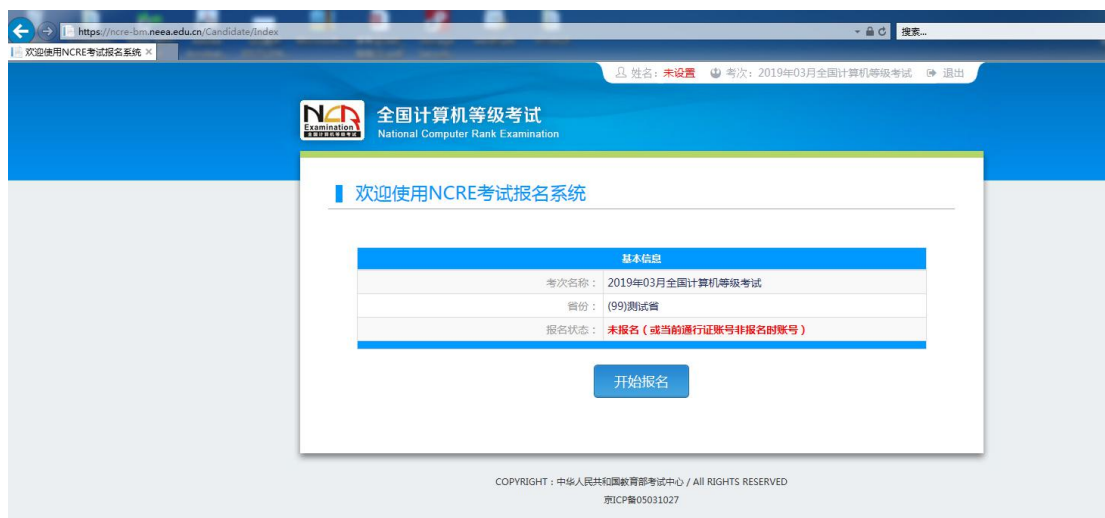 https://ncre-bm.neea.edu.cn/Candidate/Index
搜索...
欢迎使用NCRE考试报名系统 ×
姓名：未设置 考次：2019年03月全国计算机等级考试 退出
NCR
Examination
全国计算机等级考试
National Computer Rank Examination
欢迎使用NCRE考试报名系统
基本信息
考次名称： 2019年03月全国计算机等级考试
省份： (99)测试省
报名状态： 未报名（或当前通行证账号非报名时账号）
开始报名
COPYRIGHT：中华人民共和国教育部考试中心 / All RIGHTS RESERVED
京ICP备05031027